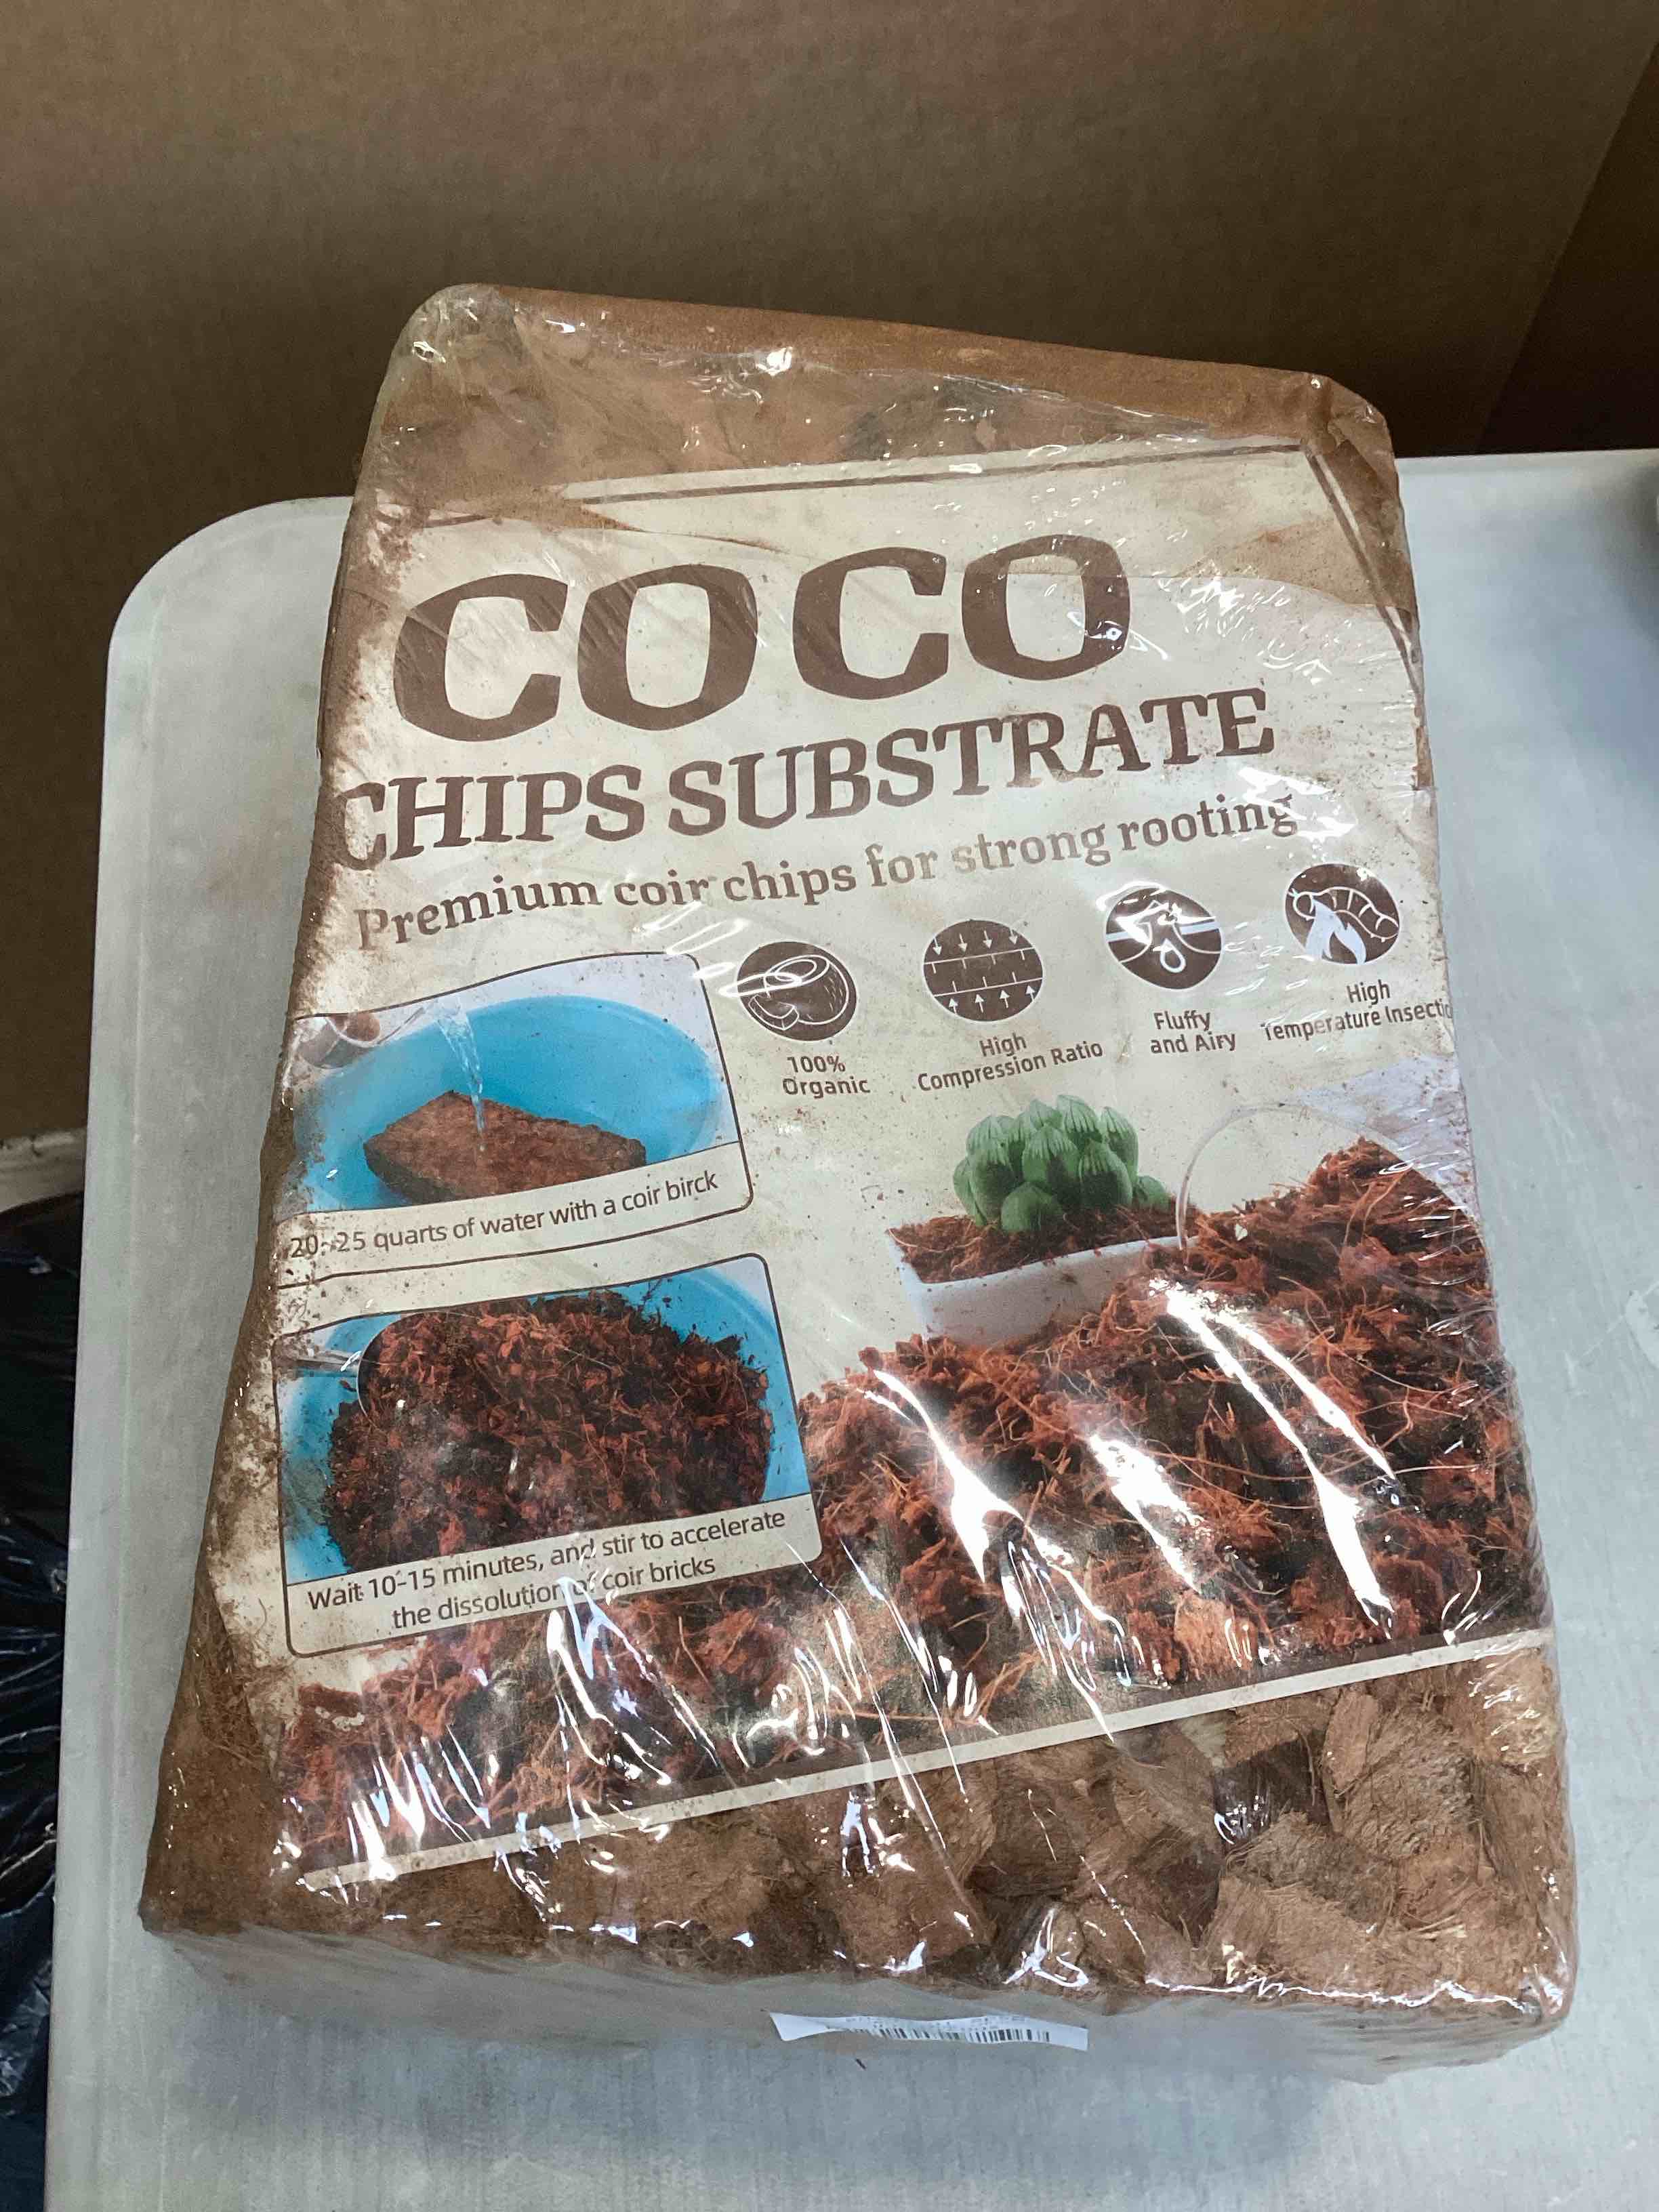 COCO
CHIPS SUBSTRATE
Premium coir chips for strong rooting
100%
Organic
High
Compression Ratio
Fluffy
and Airy
High
Temperature
20-25 quarts of water with a coir birck
Wait 10-15 minutes, and stir to accelerate
the dissolution of coir bricks